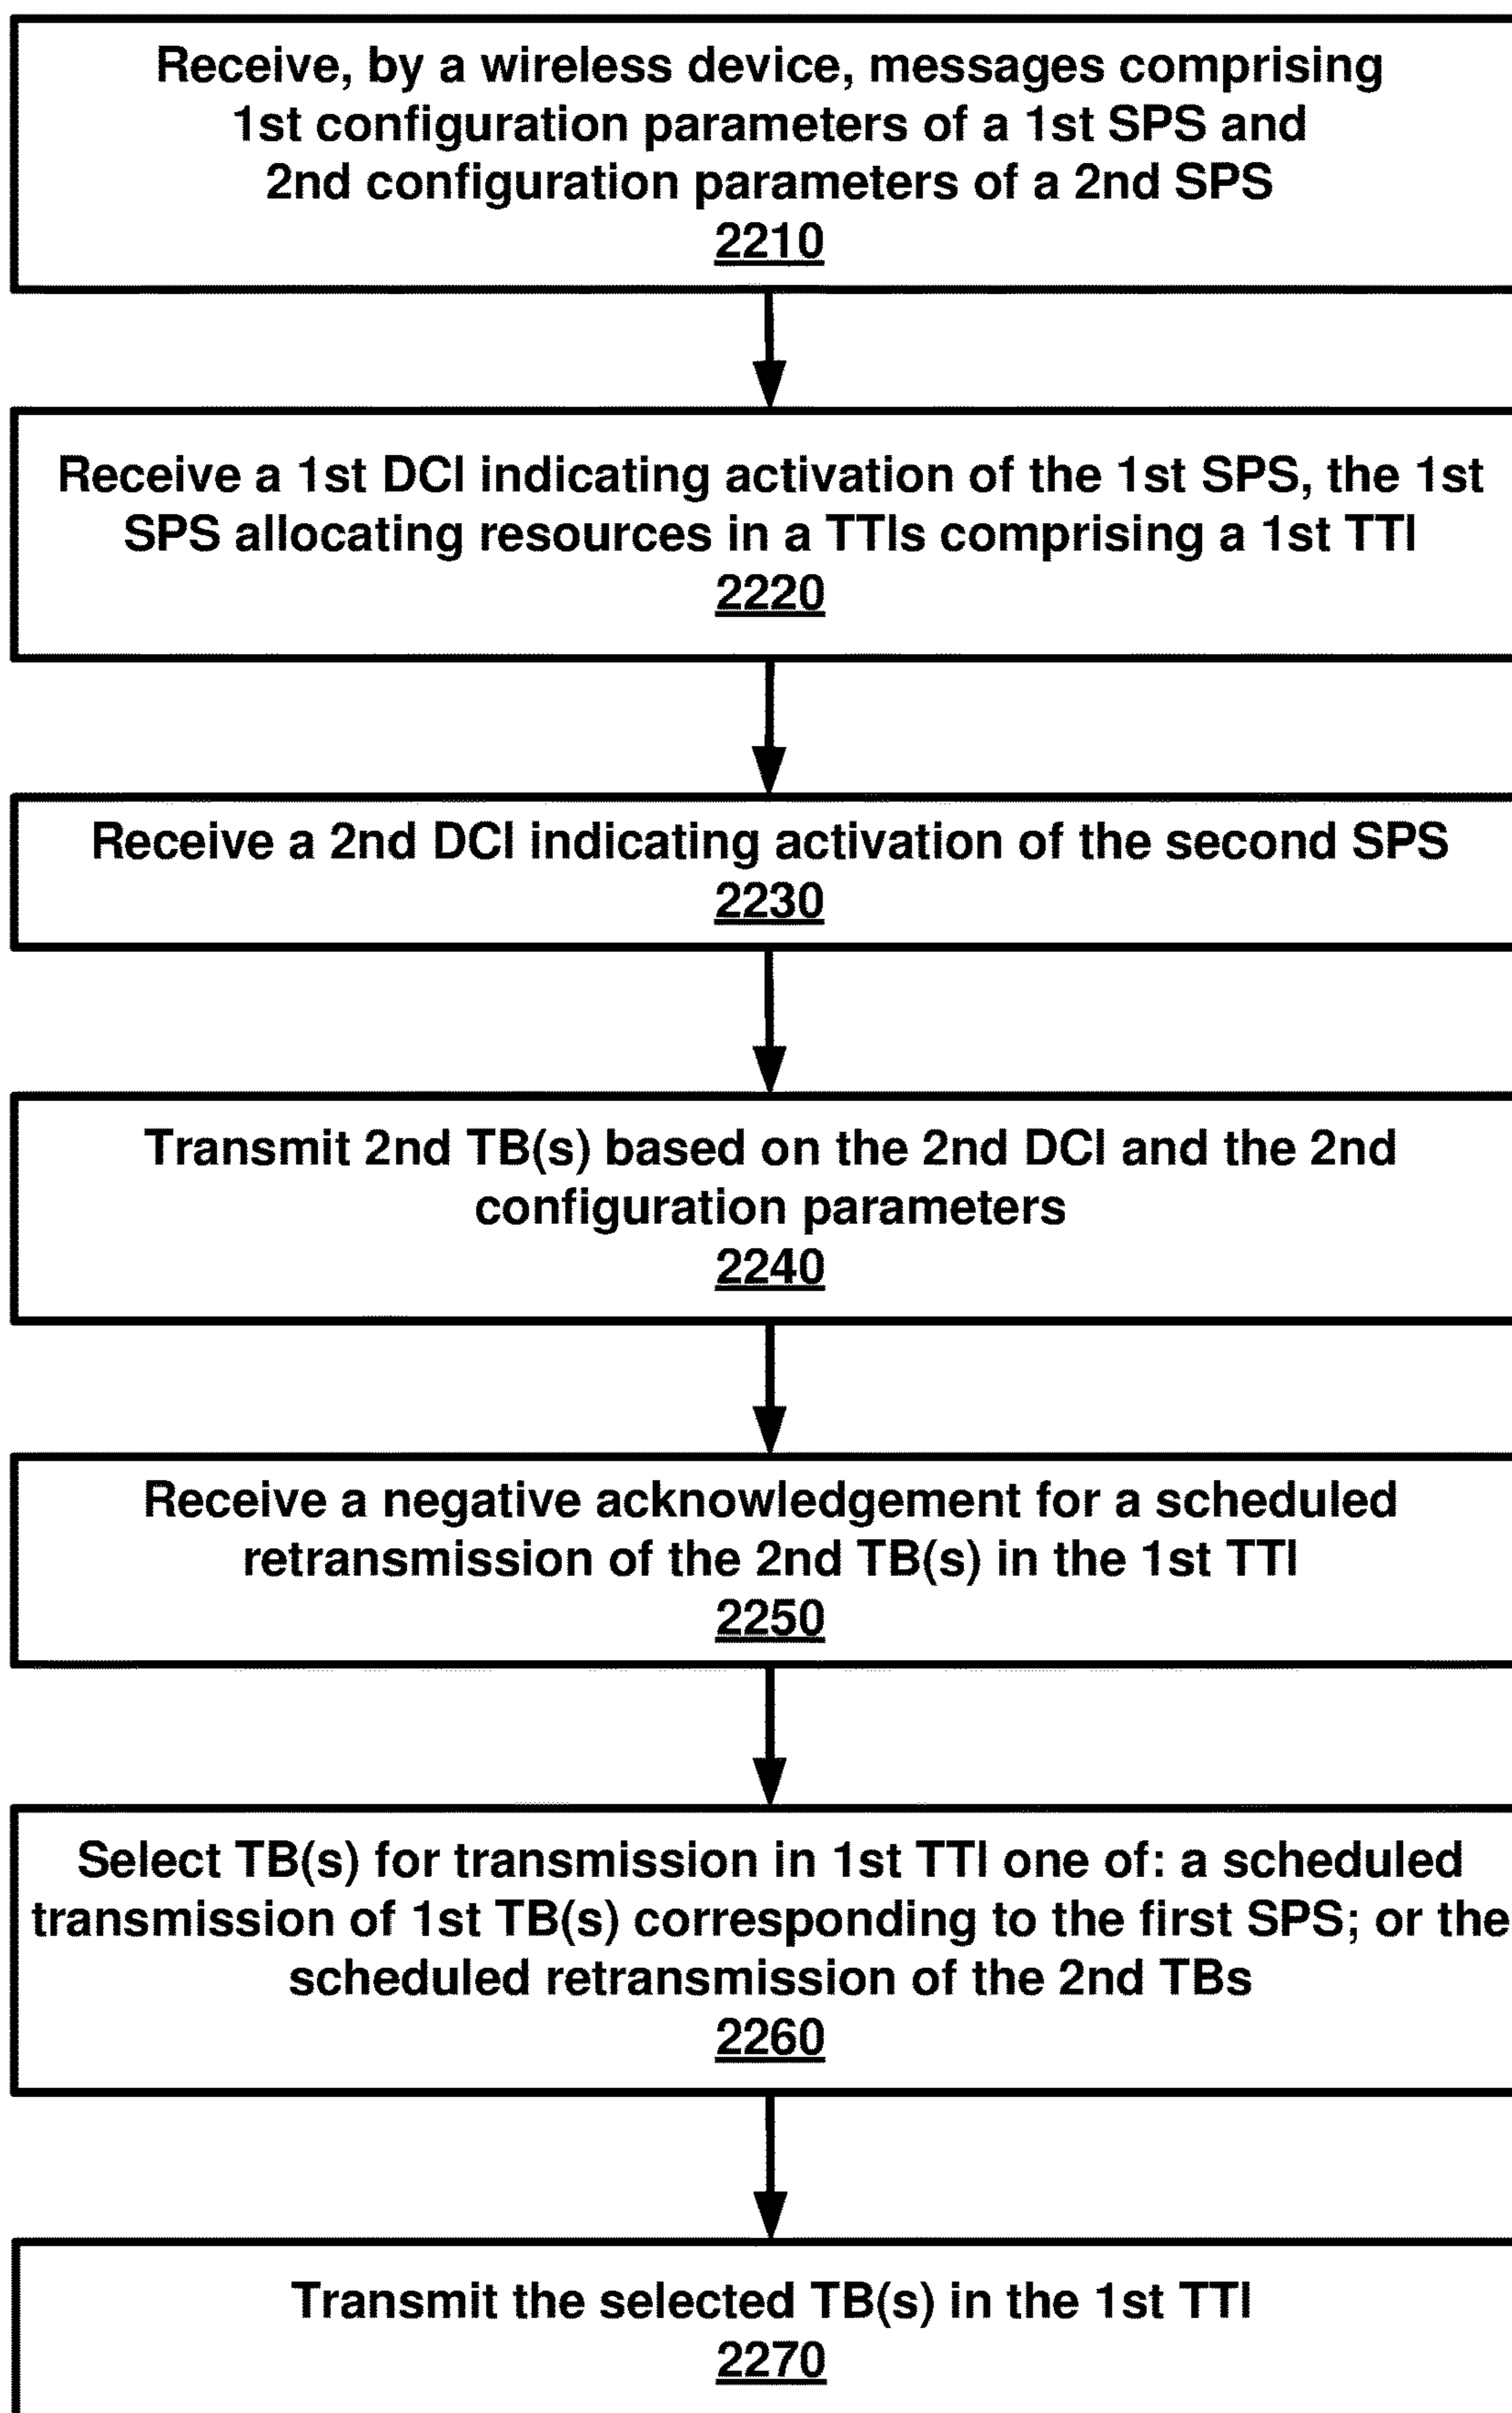 Receive, by a wireless device, messages comprising
1st configuration parameters of a 1st SPS and
2nd configuration parameters of a 2nd SPS
2210
Receive a 1st DCI indicating activation of the 1st SPS, the 1st
SPS allocating resources in a TTIs comprising a 1st TTI
2220
Receive a 2nd DCI indicating activation of the second SPS
2230
Transmit 2nd TB(s) based on the 2nd DCI and the 2nd
configuration parameters
2240
Receive a negative acknowledgement for a scheduled
retransmission of the 2nd TB(s) in the 1st TTI
2250
Select TB(s) for transmission in 1st TTI one of: a scheduled
transmission of 1st TB(s) corresponding to the first SPS; or the
scheduled retransmission of the 2nd TBs
2260
Transmit the selected TB(s) in the 1st TTI
2270